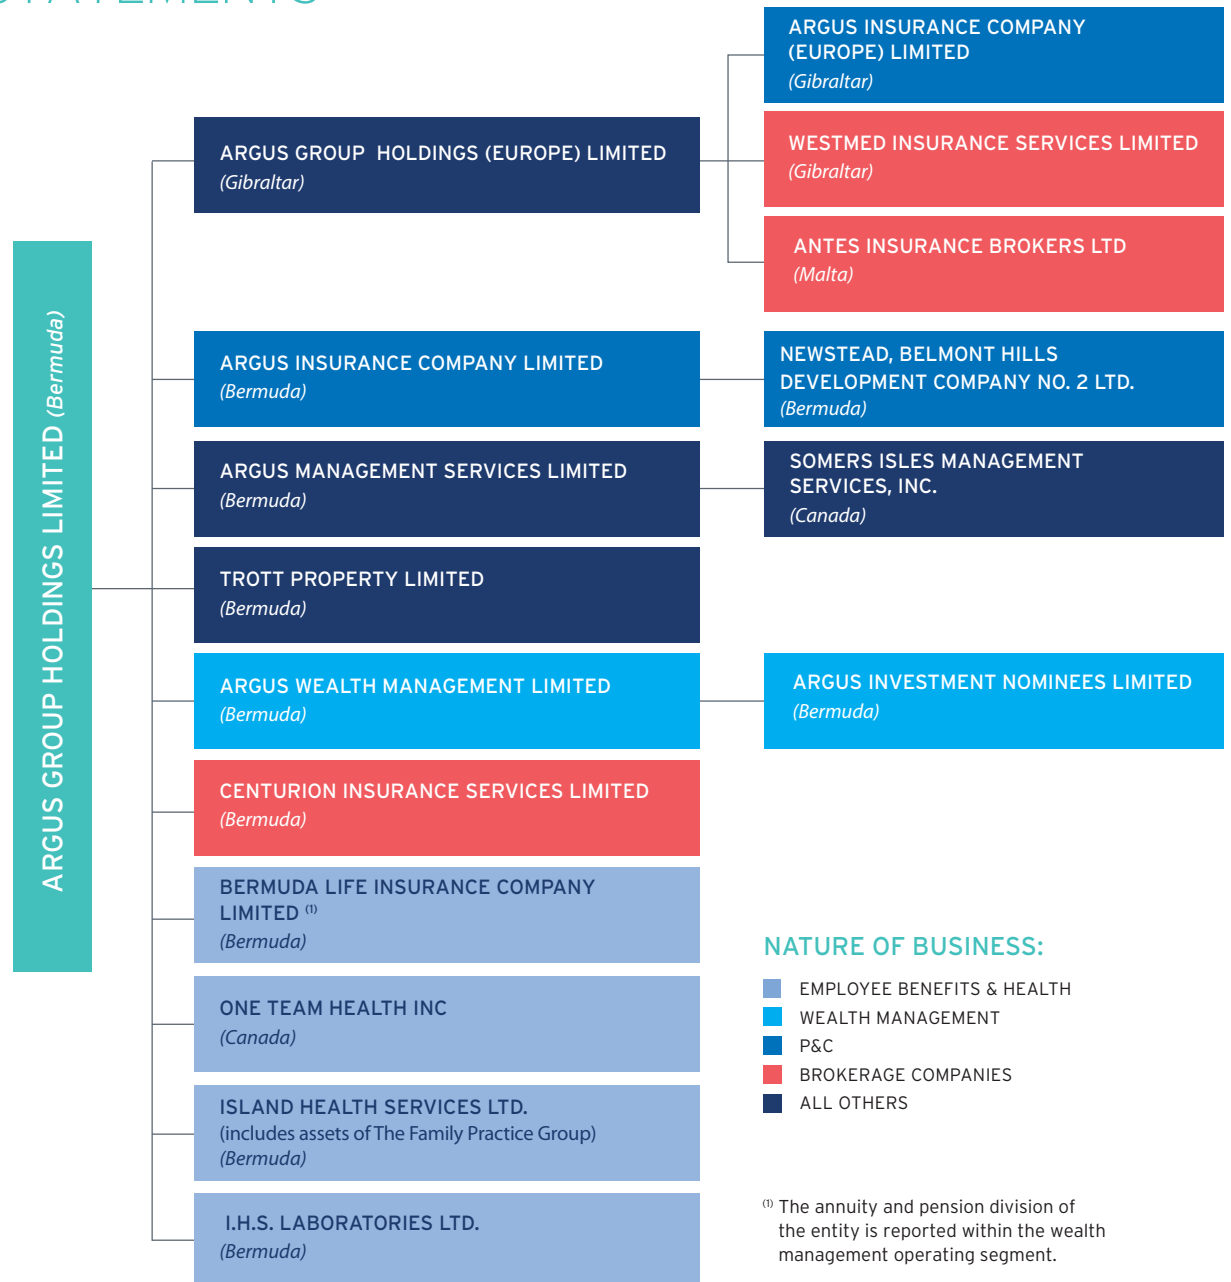 STATEMENTS
ARGUS GROUP HOLDINGS LIMITED (Bermuda)
ARGUS GROUP HOLDINGS (EUROPE) LIMITED
(Gibraltar)
ARGUS INSURANCE COMPANY
(EUROPE) LIMITED
(Gibraltar)
WESTMED INSURANCE SERVICES LIMITED
(Gibraltar)
ANTES INSURANCE BROKERS LTD
(Malta)
ARGUS INSURANCE COMPANY LIMITED
(Bermuda)
NEWSTEAD, BELMONT HILLS
DEVELOPMENT COMPANY NO. 2 LTD.
(Bermuda)
ARGUS MANAGEMENT SERVICES LIMITED
(Bermuda)
SOMERS ISLES MANAGEMENT
SERVICES, INC.
(Canada)
TROTT PROPERTY LIMITED
(Bermuda)
ARGUS WEALTH MANAGEMENT LIMITED
(Bermuda)
ARGUS INVESTMENT NOMINEES LIMITED
(Bermuda)
CENTURION INSURANCE SERVICES LIMITED
(Bermuda)
BERMUDA LIFE INSURANCE COMPANY
LIMITED (1)
(Bermuda)
ONE TEAM HEALTH INC
(Canada)
ISLAND HEALTH SERVICES LTD.
(includes assets of The Family Practice Group)
(Bermuda)
I.H.S. LABORATORIES LTD.
(Bermuda)
NATURE OF BUSINESS:
EMPLOYEE BENEFITS & HEALTH
WEALTH MANAGEMENT
P&C
BROKERAGE COMPANIES
ALL OTHERS
(1) The annuity and pension division of
the entity is reported within the wealth
management operating segment.